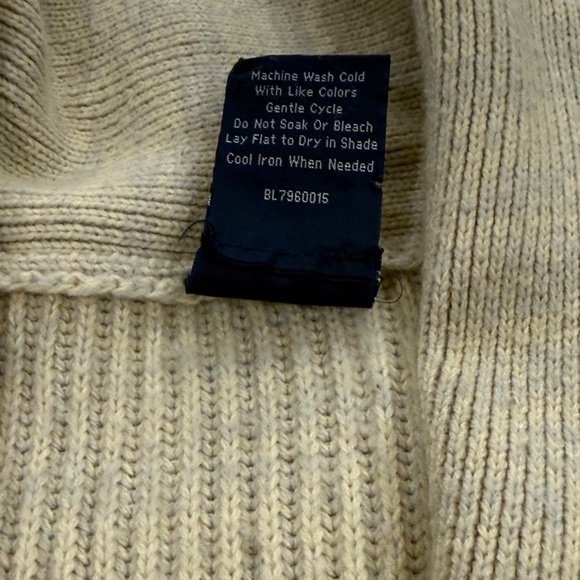 Machine Wash Cold
With Like Colors
Gentle Cycle
Do Not Soak Or Bleach
Lay Flat to Dry in Shade
Cool Iron When Needed
BL7960015